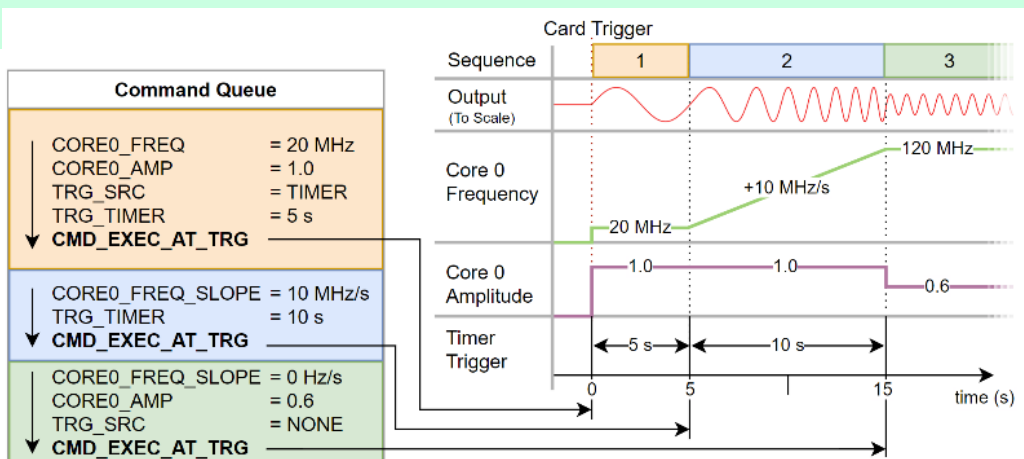 Card Trigger
Sequence 1 2 3
Output
(To Scale)
Core 0
Frequency
20 MHz
+10 MHz/s
120 MHz
Core 0
Amplitude
1.0 1.0 0.6
Timer
Trigger
5 s 10 s
0 5 15 time (s)
Command Queue
CORE0_FREQ = 20 MHz
CORE0_AMP = 1.0
TRG_SRC = TIMER
TRG_TIMER = 5 s
CMD_EXEC_AT_TRG
CORE0_FREQ_SLOPE = 10 MHz/s
TRG_TIMER = 10 s
CMD_EXEC_AT_TRG
CORE0_FREQ_SLOPE = 0 Hz/s
CORE0_AMP = 0.6
TRG_SRC = NONE
CMD_EXEC_AT_TRG